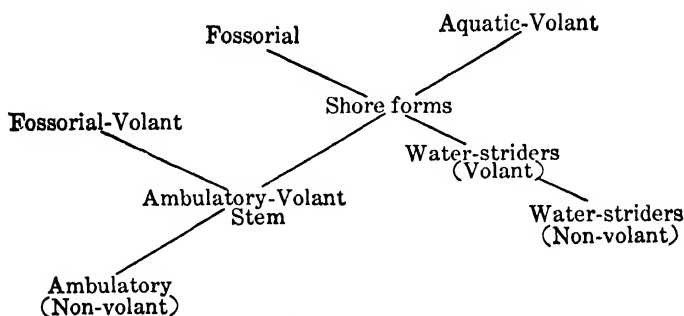 Fossorial
Aquatic-Volant
Shore forms
Fossorial-Volant
Water-striders
(Volant)
Ambulatory-Volant
Stem
Water-striders
(Non-volant)
Ambulatory
(Non-volant)